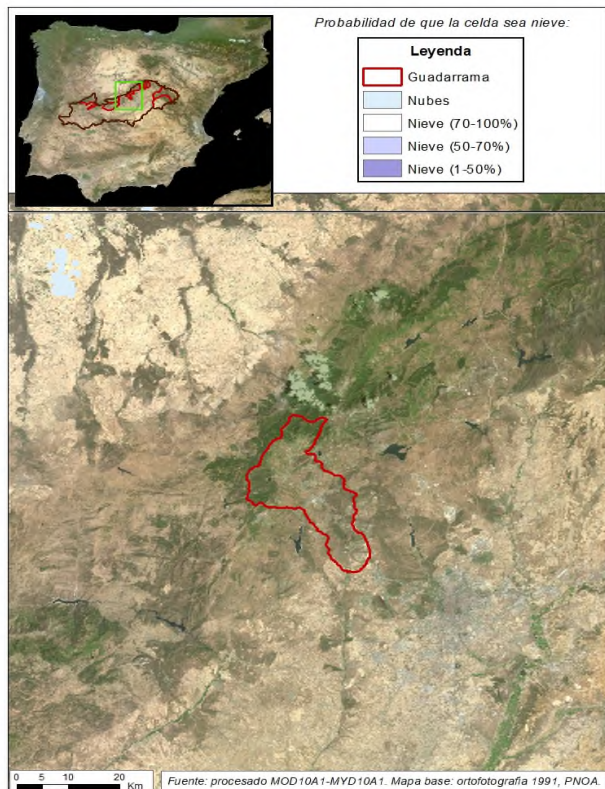 Probabilidad de que la celda sea nieve:
Leyenda
Guadarrama
Nubes
Nieve (70-100%)
Nieve (50-70%)
Nieve (1-50%)
0 5 10 20
Km
Fuente: procesado MOD10A1-MYD10A1. Mapa base: ortofotografía 1991, PNOA.